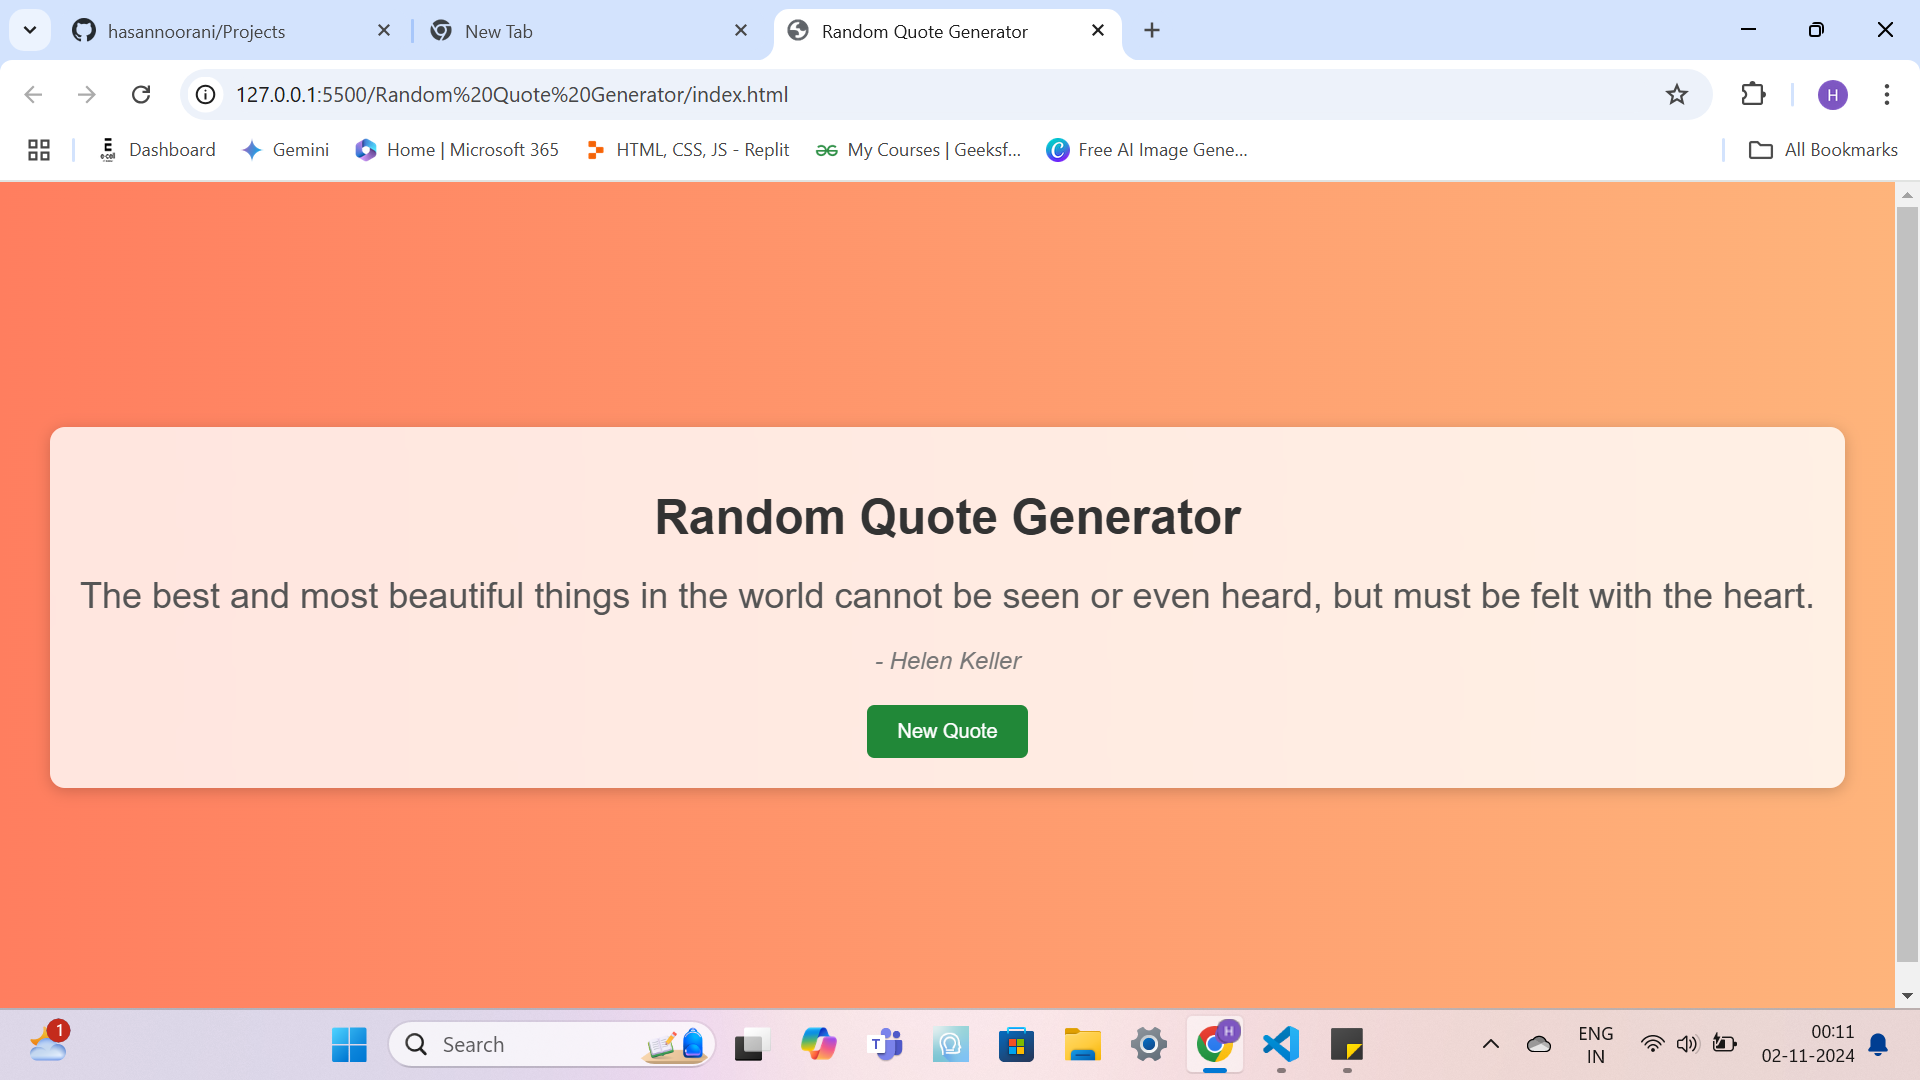 hasannoorani/Projects
New Tab
Random Quote Generator
127.0.0.1:5500/Random%20Quote%20Generator/index.html
H
E
e-col
Dashboard
Gemini
Home | Microsoft 365
HTML, CSS, JS - Replit
My Courses | Geeksf...
C
Free AI Image Gene...
All Bookmarks
Random Quote Generator
The best and most beautiful things in the world cannot be seen or even heard, but must be felt with the heart.
- Helen Keller
New Quote
1
Search
T
H
ENG
IN
00:11
02-11-2024